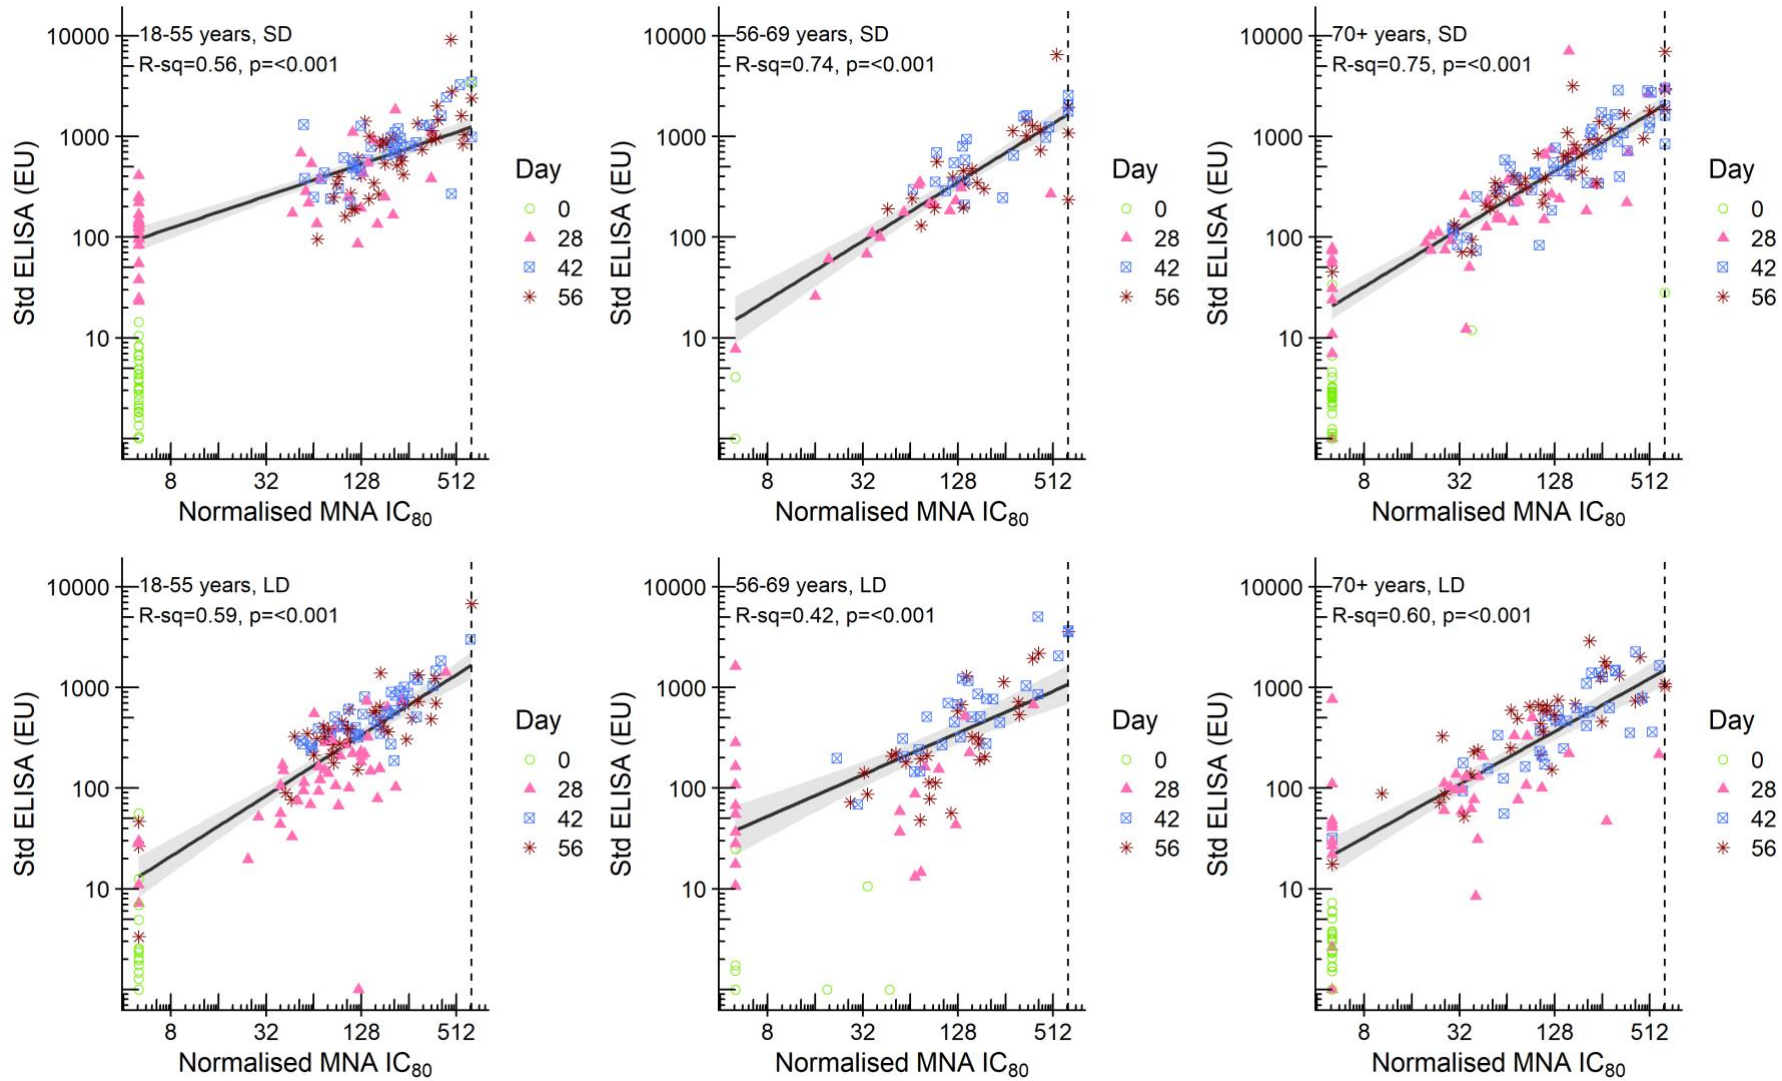 18-55 years, SD
R-sq=0.56, p=<0.001
Std ELISA (EU)
10000
1000
100
10
8 32 128 512
Normalised MNA IC₈₀
Day
0
28
42
56
56-69 years, SD
R-sq=0.74, p=<0.001
Std ELISA (EU)
10000
1000
100
10
8 32 128 512
Normalised MNA IC₈₀
Day
0
28
42
56
70+ years, SD
R-sq=0.75, p=<0.001
Std ELISA (EU)
10000
1000
100
10
8 32 128 512
Normalised MNA IC₈₀
Day
0
28
42
56
18-55 years, LD
R-sq=0.59, p=<0.001
Std ELISA (EU)
10000
1000
100
10
8 32 128 512
Normalised MNA IC₈₀
Day
0
28
42
56
56-69 years, LD
R-sq=0.42, p=<0.001
Std ELISA (EU)
10000
1000
100
10
8 32 128 512
Normalised MNA IC₈₀
Day
0
28
42
56
70+ years, LD
R-sq=0.60, p=<0.001
Std ELISA (EU)
10000
1000
100
10
8 32 128 512
Normalised MNA IC₈₀
Day
0
28
42
56